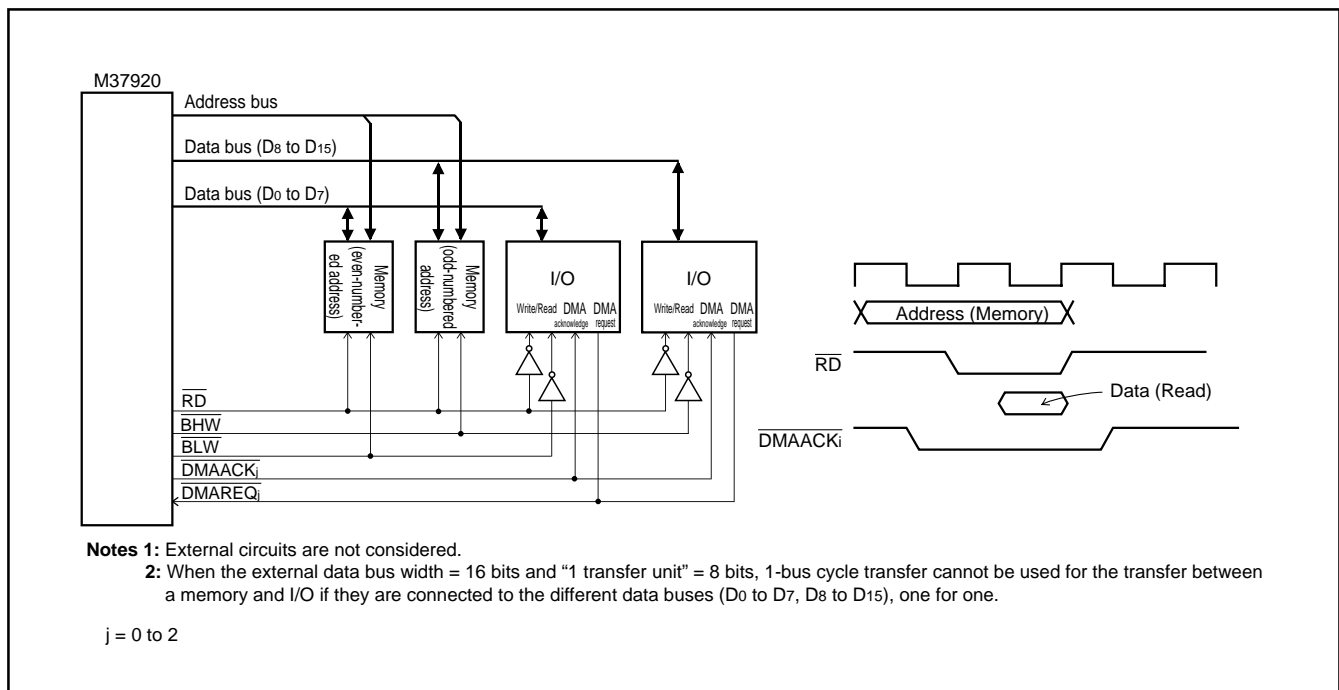 M37920
Address bus
Data bus (D8 to D15)
Data bus (D0 to D7)
Memory
(even-number-
ed address)
Memory
(odd-numbered
address)
I/O
Write/Read DMA DMA
acknowledge request
I/O
Write/Read DMA DMA
acknowledge request
RD
BHW
BLW
DMAACKj
DMAREQj
Address (Memory)
RD
Data (Read)
DMAACKi
Notes 1: External circuits are not considered.
2: When the external data bus width = 16 bits and “1 transfer unit” = 8 bits, 1-bus cycle transfer cannot be used for the transfer between
a memory and I/O if they are connected to the different data buses (D0 to D7, D8 to D15), one for one.
j = 0 to 2